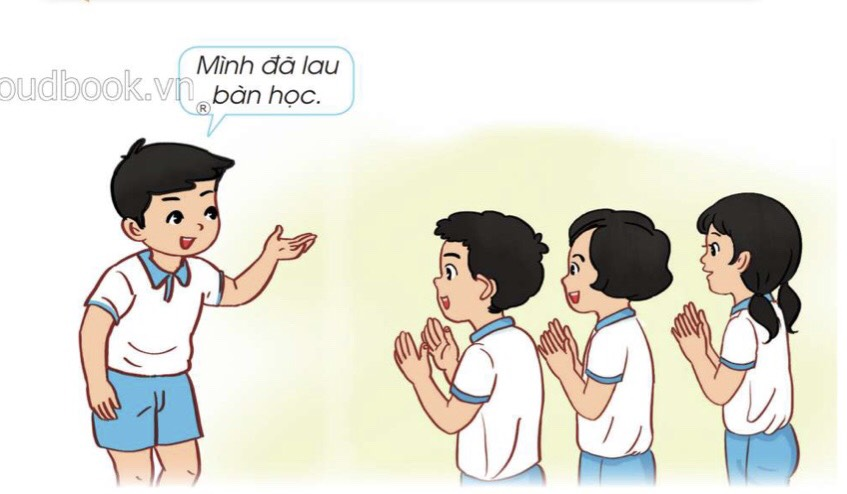 Mình đã lau
bàn học.
oudbook.vn
®